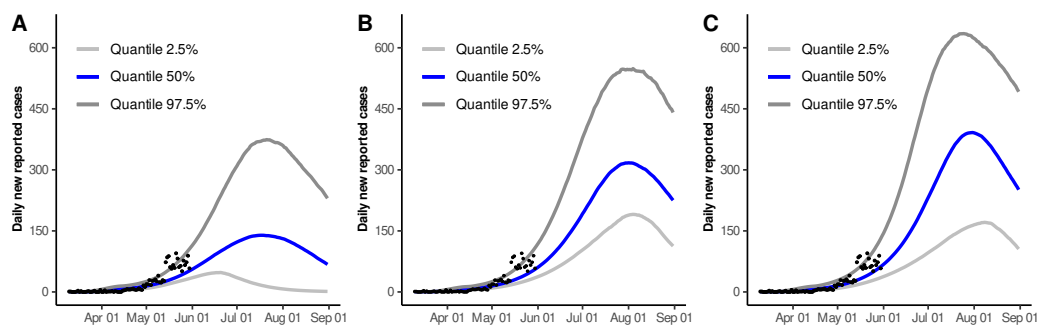 A
Daily new reported cases
600
450
300
150
0
Quantile 2.5%
Quantile 50%
Quantile 97.5%
Apr 01 May 01 Jun 01 Jul 01 Aug 01 Sep 01
B
Daily new reported cases
600
450
300
150
0
Quantile 2.5%
Quantile 50%
Quantile 97.5%
Apr 01 May 01 Jun 01 Jul 01 Aug 01 Sep 01
C
Daily new reported cases
600
450
300
150
0
Quantile 2.5%
Quantile 50%
Quantile 97.5%
Apr 01 May 01 Jun 01 Jul 01 Aug 01 Sep 01